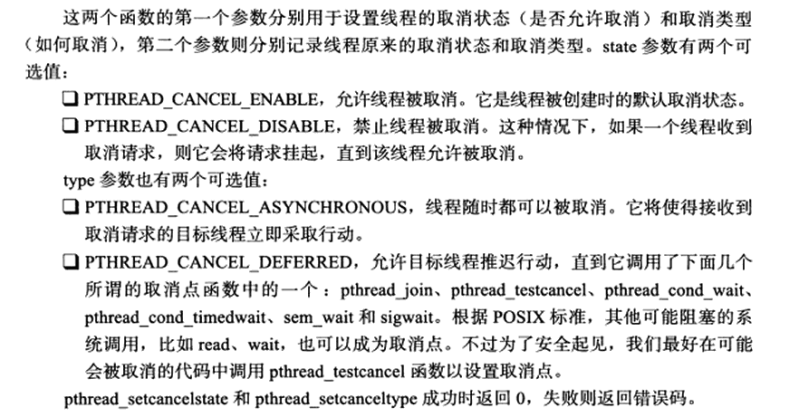 这两个函数的第一个参数分别用于设置线程的取消状态（是否允许取消）和取消类型
（如何取消），第二个参数则分别记录线程原来的取消状态和取消类型。state 参数有两个可
选值：
❑ PTHREAD_CANCEL_ENABLE，允许线程被取消。它是线程被创建时的默认取消状态。
❑ PTHREAD_CANCEL_DISABLE，禁止线程被取消。这种情况下，如果一个线程收到
取消请求，则它会将请求挂起，直到该线程允许被取消。
type 参数也有两个可选值：
❑ PTHREAD_CANCEL_ASYNCHRONOUS，线程随时都可以被取消。它将使得接收到
取消请求的目标线程立即采取行动。
❑ PTHREAD_CANCEL_DEFERRED，允许目标线程推迟行动，直到它调用了下面几个
所谓的取消点函数中的一个：pthread_join、pthread_testcancel、pthread_cond_wait、
pthread_cond_timedwait、sem_wait 和 sigwait。根据 POSIX 标准，其他可能阻塞的系
统调用，比如 read、wait，也可以成为取消点。不过为了安全起见，我们最好在可能
会被取消的代码中调用 pthread_testcancel 函数以设置取消点。
pthread_setcancelstate 和 pthread_setcanceltype 成功时返回 0，失败则返回错误码。